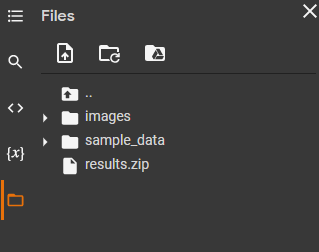 Files
..
images
sample_data
{x}
results.zip